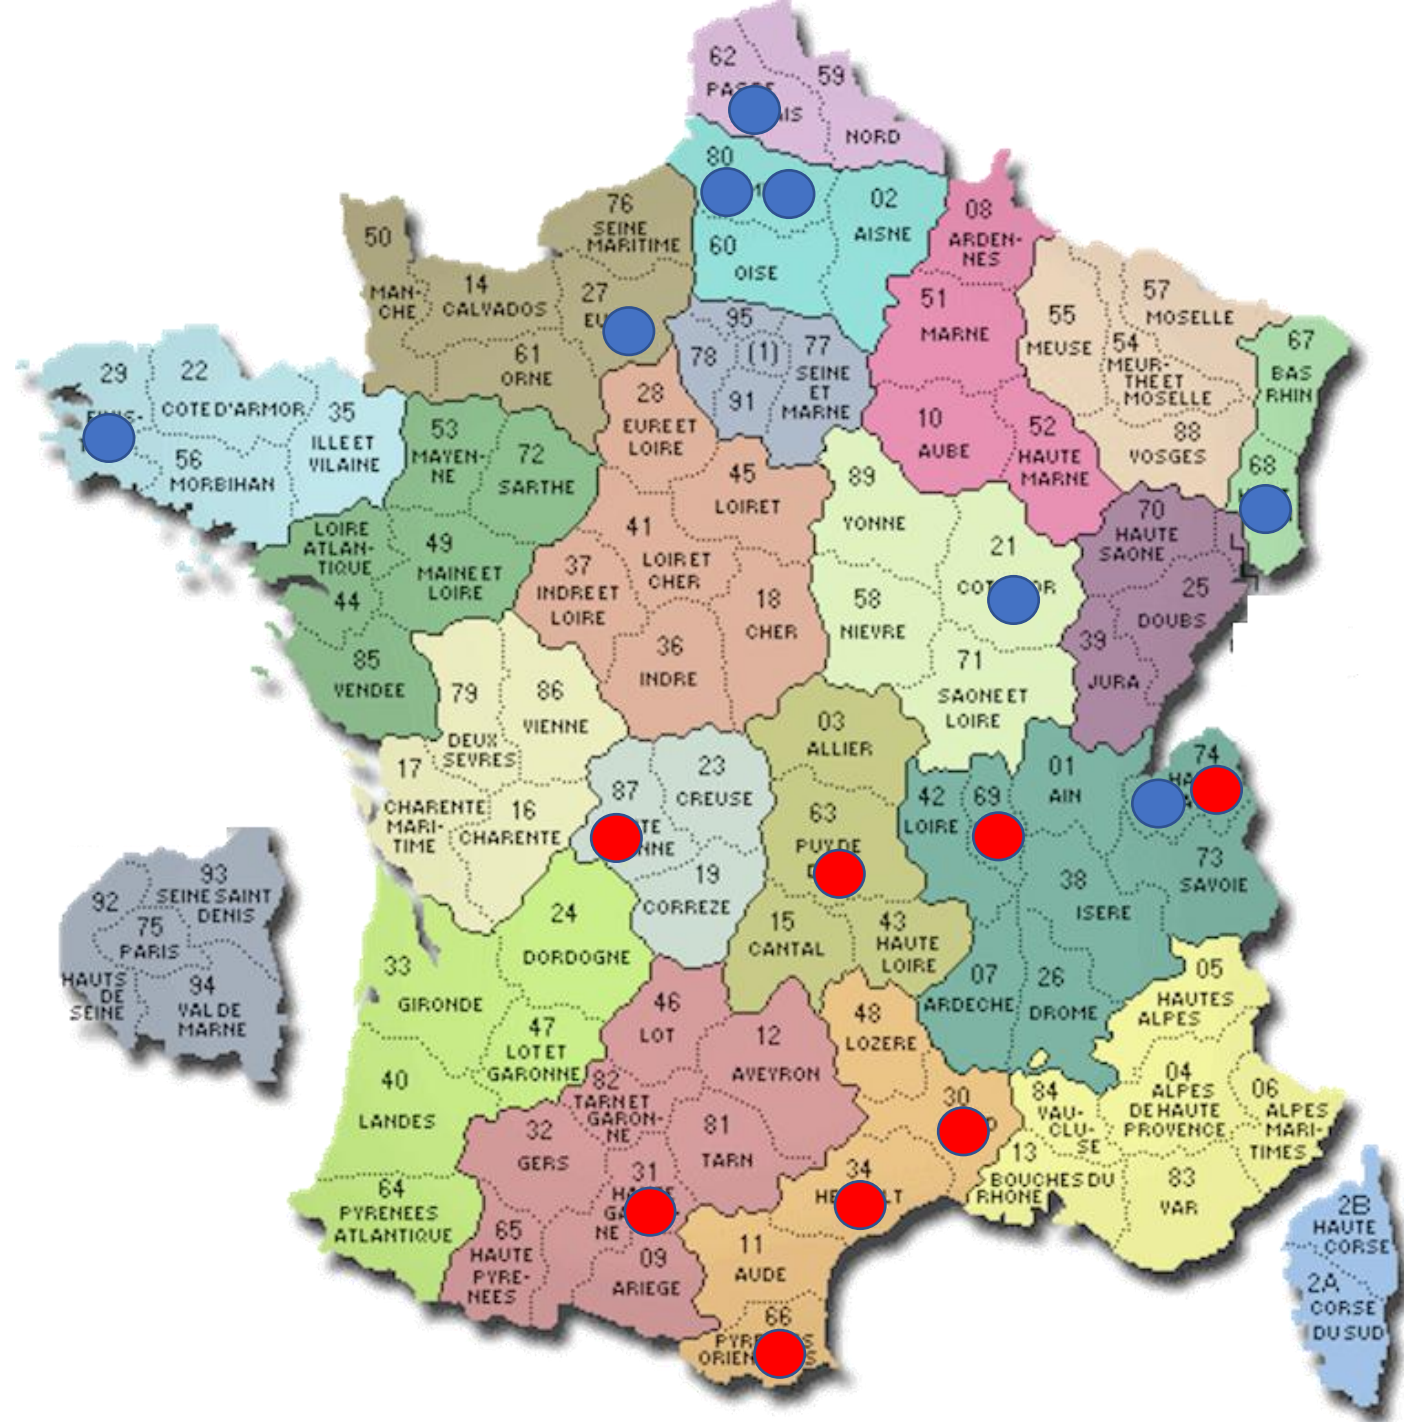 62
59
NORD
80
02
AISNE
60
OISE
76
SEINE
MARITIME
08
ARDEN-
NES
50
MAN-
CHE
14
CALVADOS
27
61
ORNE
51
MARNE
55
MEUSE
57
MOSELLE
54
MEUR-
THE ET
MOSELLE
67
BAS
RHIN
95
78
(1)
77
SEINE
ET
MARNE
91
29
22
COTE D'ARMOR
35
ILLE ET
VILAINE
56
MORBIHAN
53
MAYEN-
NE
72
SARTHE
28
EURE ET
LOIRE
10
AUBE
52
HAUTE
MARNE
88
VOSGES
68
45
LOIRET
89
YONNE
LOIRE
ATLAN-
TIQUE
44
49
MAINE ET
LOIRE
41
LOIR ET
CHER
37
INDRE ET
LOIRE
18
CHER
36
INDRE
21
58
NIEVRE
70
HAUTE
SAONE
25
DOUBS
39
JURA
85
VENDEE
79
DEUX
SEVRES
86
VIENNE
71
SAONE ET
LOIRE
03
ALLIER
17
CHARENTE
MARI-
TIME
16
CHARENTE
87
23
CREUSE
63
PUY DE
42
LOIRE
69
01
AIN
74
73
SAVOIE
19
CORREZE
38
ISERE
92
HAUTS
DE
SEINE
93
SEINE SAINT
DENIS
75
PARIS
94
VAL DE
MARNE
24
DORDOGNE
33
GIRONDE
15
CANTAL
43
HAUTE
LOIRE
07
ARDECHE
26
DROME
05
HAUTES
ALPES
47
LOT ET
GARONNE
46
LOT
12
AVEYRON
48
LOZERE
40
LANDES
82
TARN ET
GARON-
NE
32
GERS
81
TARN
30
84
VAU-
CLU-
SE
04
ALPES
DE HAUTE
PROVENCE
06
ALPES
MARI-
TIMES
13
BOUCHES DU
RHONE
83
VAR
64
PYRENEES
ATLANTIQUE
31
NE
34
65
HAUTE
PYRE-
NEES
09
ARIEGE
11
AUDE
66
2B
HAUTE
CORSE
2A
CORSE
DU SUD